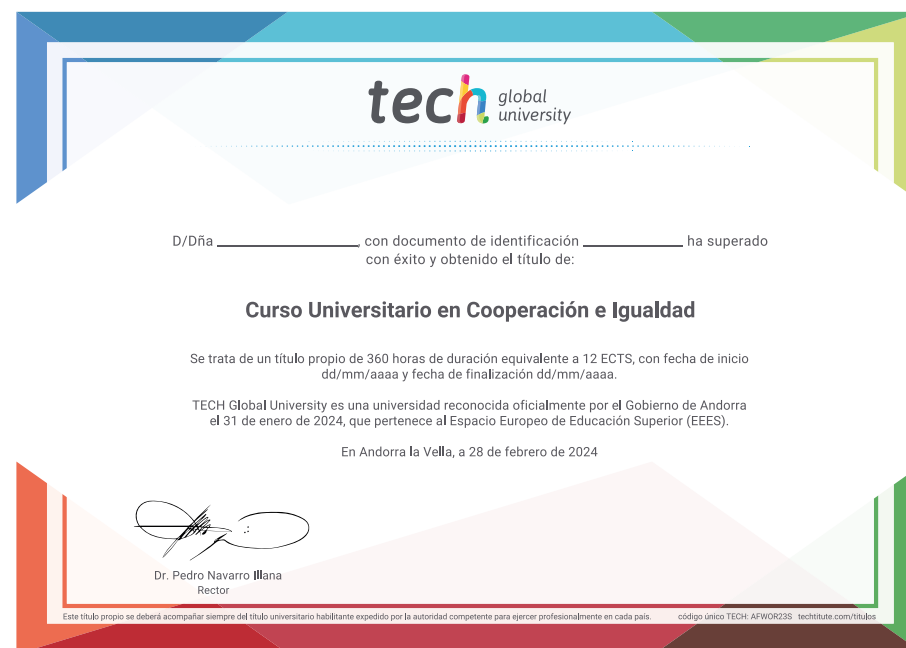 tech global university
D/Dña ____________________, con documento de identificación ______________ ha superado
con éxito y obtenido el título de:
Curso Universitario en Cooperación e Igualdad
Se trata de un título propio de 360 horas de duración equivalente a 12 ECTS, con fecha de inicio
dd/mm/aaaa y fecha de finalización dd/mm/aaaa.
TECH Global University es una universidad reconocida oficialmente por el Gobierno de Andorra
el 31 de enero de 2024, que pertenece al Espacio Europeo de Educación Superior (EEES).
En Andorra la Vella, a 28 de febrero de 2024
Dr. Pedro Navarro Illana
Rector
Este título propio se deberá acompañar siempre del título universitario habilitante expedido por la autoridad competente para ejercer profesionalmente en cada país. código único TECH: AFWOR23S techtitute.com/titulos